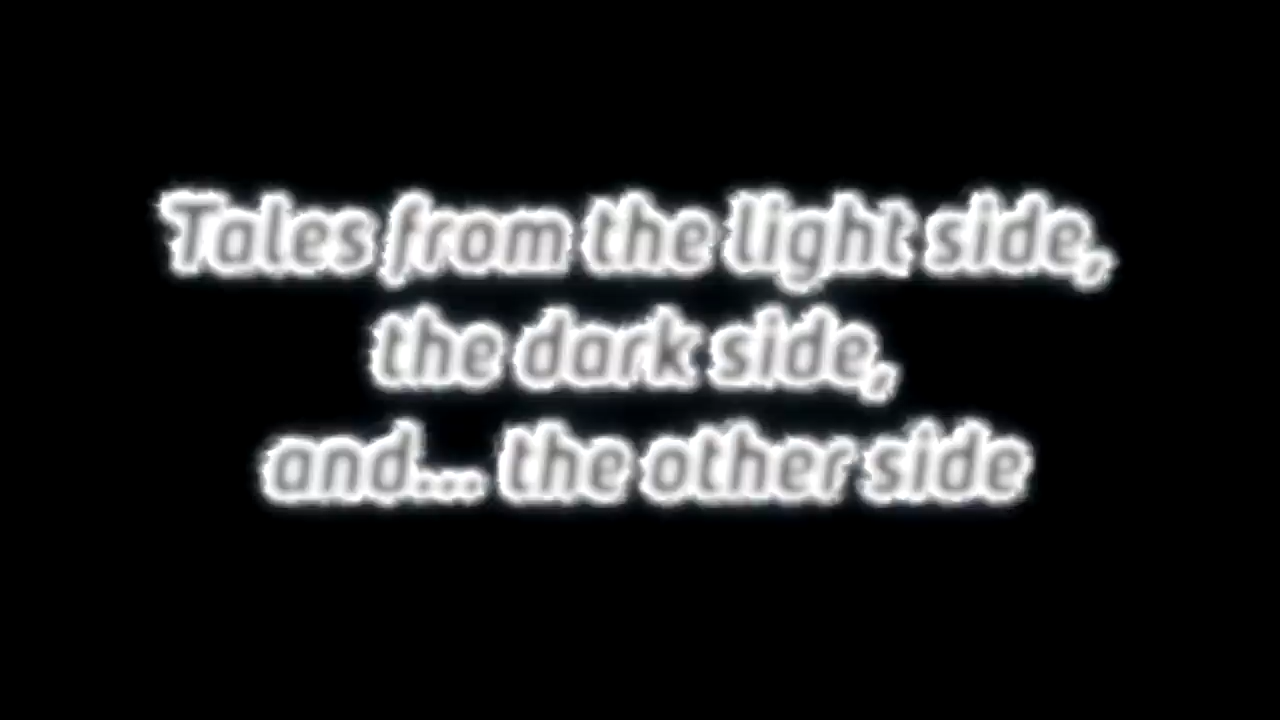 Tales from the light side,
the dark side,
and... the other side